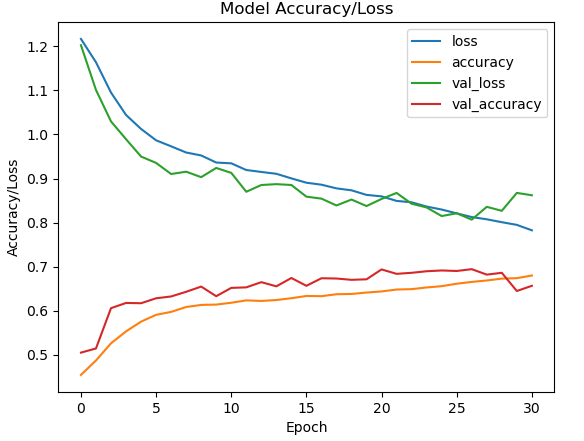 Model Accuracy/Loss
loss
accuracy
val_loss
val_accuracy
1.2
1.1
1.0
0.9
0.8
0.7
0.6
0.5
Accuracy/Loss
0 5 10 15 20 25 30
Epoch